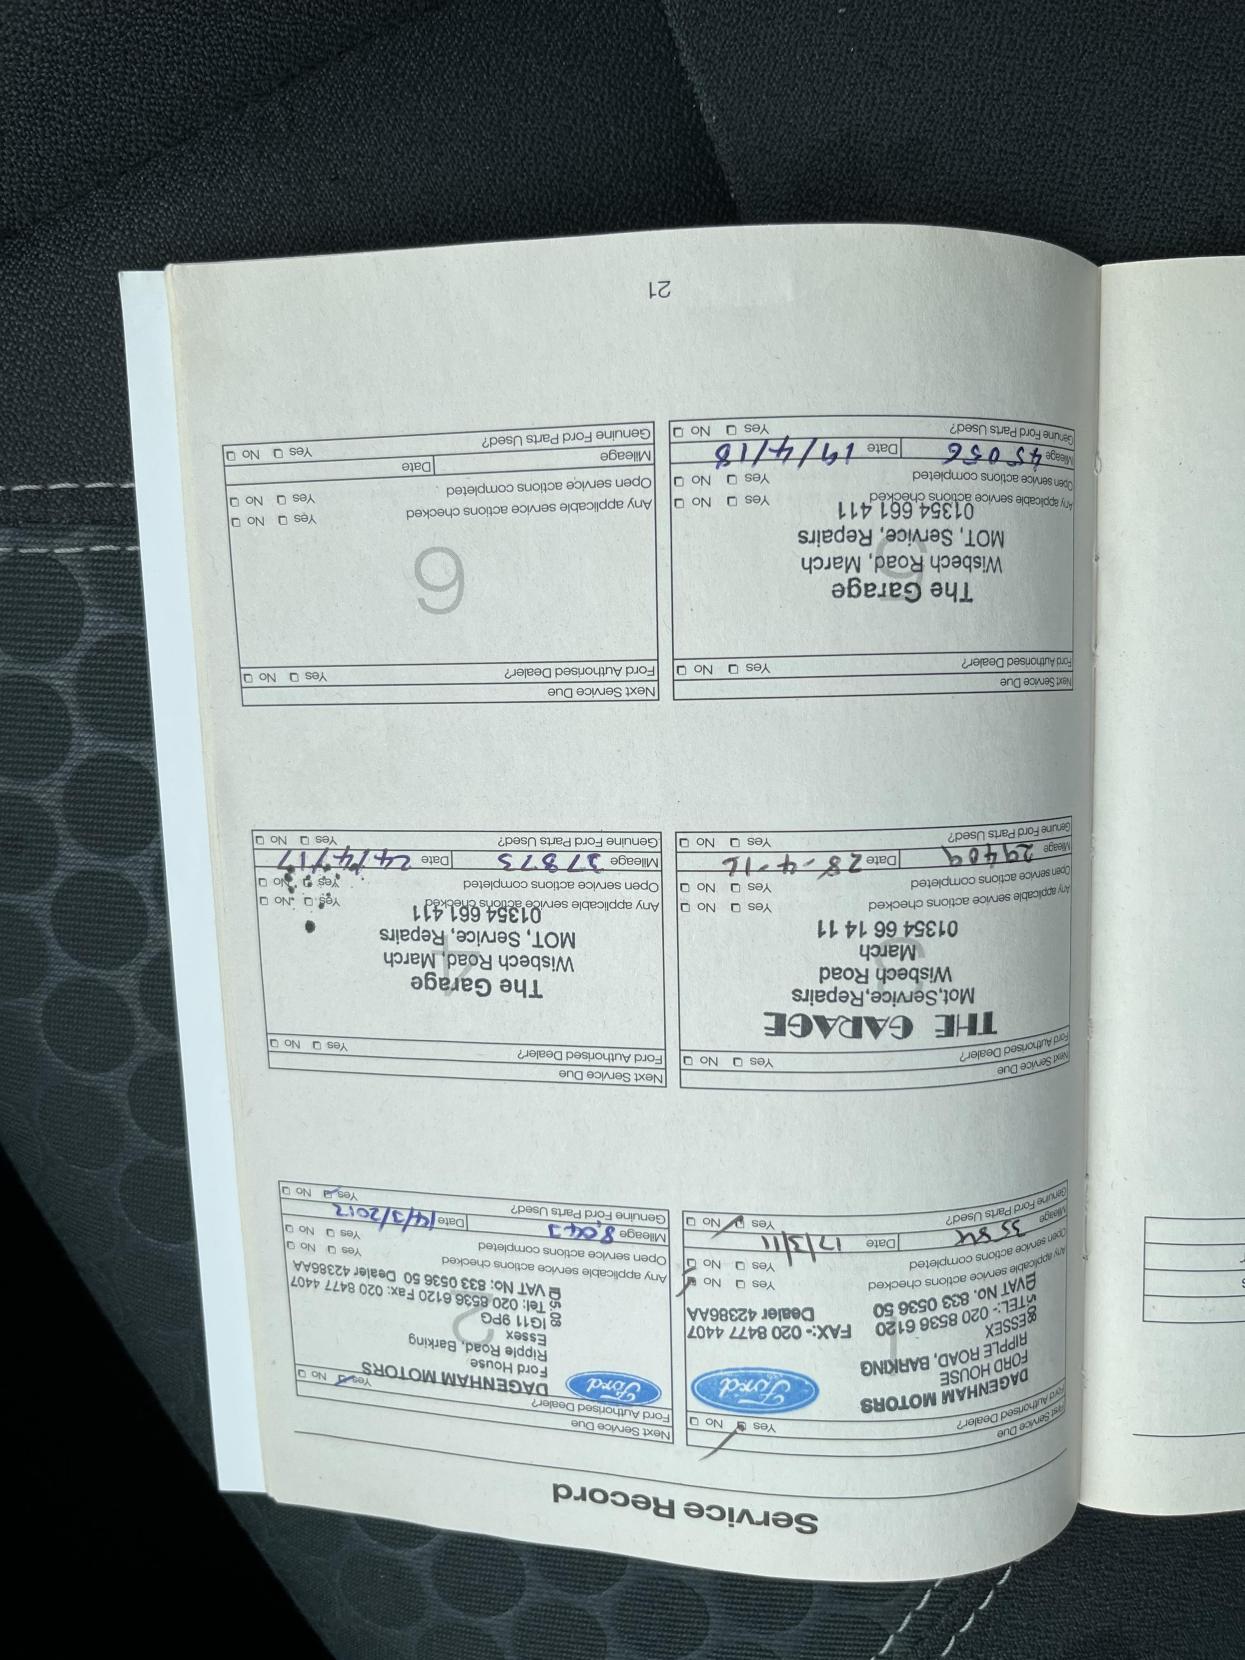 Service Record
First Service Due
Ford Authorised Dealer? Yes No
DAGENHAM MOTORS
FORD HOUSE
RIPPLE ROAD, BARKING
ESSEX
TEL:- 020 8536 6120 FAX:- 020 8477 4407
VAT NO. 833 0536 50 Dealer 42386AA
Ford
1
Any applicable service actions checked Yes No
Open service actions completed Yes No
Mileage 3584 Date 17/3/11
Genuine Ford Parts Used? Yes No
Next Service Due
Ford Authorised Dealer? Yes No
Ford
DAGENHAM MOTORS
Ford House
Ripple Road, Barking
Essex
IG11 9PG
Tel: 020 8536 6120 Fax: 020 8477 4407
VAT No: 833 0536 50 Dealer 42386AA
2
Any applicable service actions checked Yes No
Open service actions completed Yes No
Mileage 8,043 Date 14/3/2012
Genuine Ford Parts Used? Yes No
Next Service Due
Ford Authorised Dealer? Yes No
THE GARAGE
Mot,Service,Repairs
Wisbech Road
March
01354 66 14 11
3
Any applicable service actions checked Yes No
Open service actions completed Yes No
Mileage 29409 Date 28-4-16
Genuine Ford Parts Used? Yes No
Next Service Due
Ford Authorised Dealer? Yes No
The Garage
Wisbech Road, March
MOT, Service, Repairs
01354 661 411
4
Any applicable service actions checked Yes No
Open service actions completed Yes No
Mileage 37873 Date 24/4/17
Genuine Ford Parts Used? Yes No
Next Service Due
Ford Authorised Dealer? Yes No
The Garage
Wisbech Road, March
MOT, Service, Repairs
01354 661 411
5
Any applicable service actions checked Yes No
Open service actions completed Yes No
Mileage 45056 Date 19/4/18
Genuine Ford Parts Used? Yes No
Next Service Due
Ford Authorised Dealer? Yes No
6
Any applicable service actions checked Yes No
Open service actions completed Yes No
Mileage Date
Genuine Ford Parts Used? Yes No
21